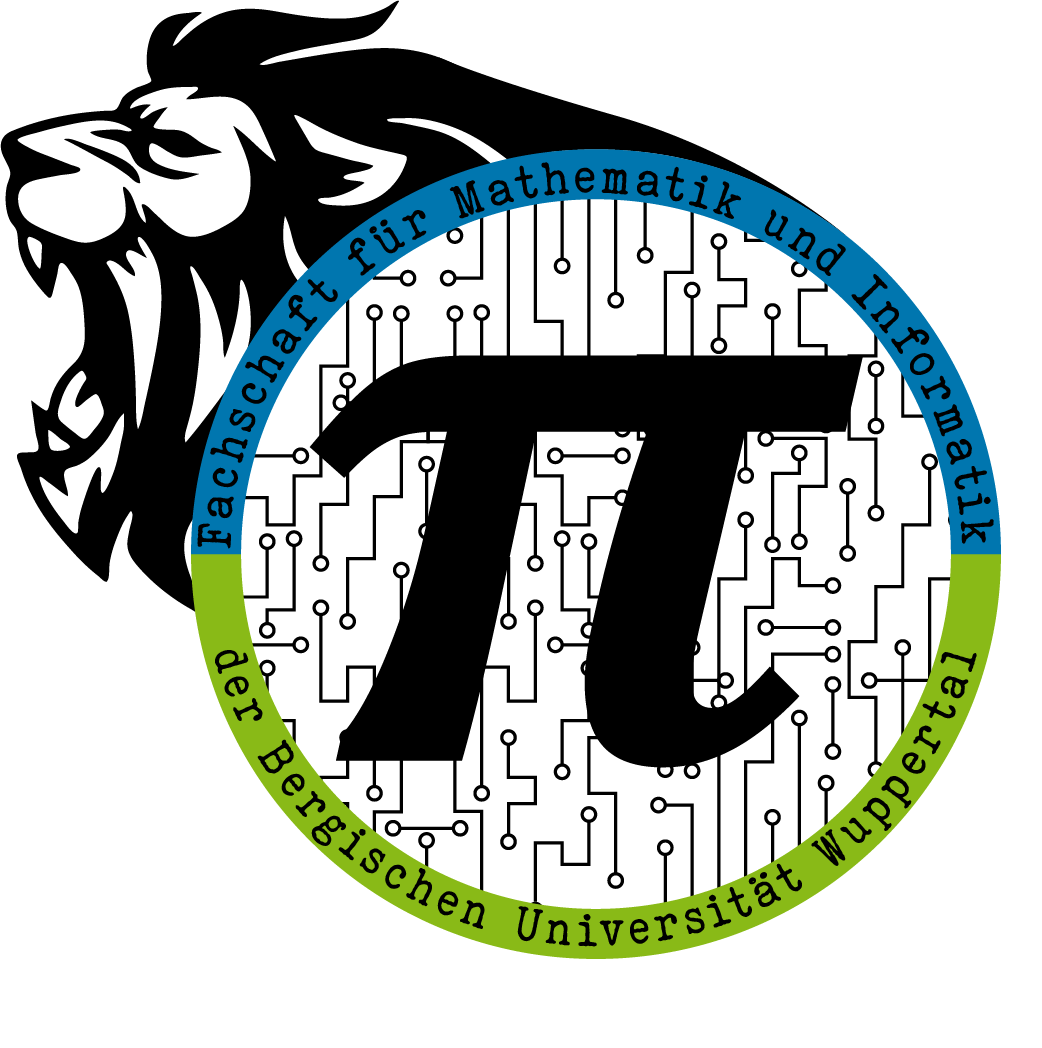 Fachschaft für Mathematik und Informatik
der Bergischen Universität Wuppertal
π